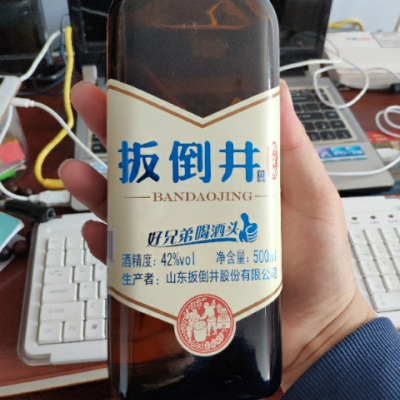 扳倒井
BANDAOJING
好兄弟喝酒头
酒精度：42%vol 净含量：500ml
生产者：山东扳倒井股份有限公司